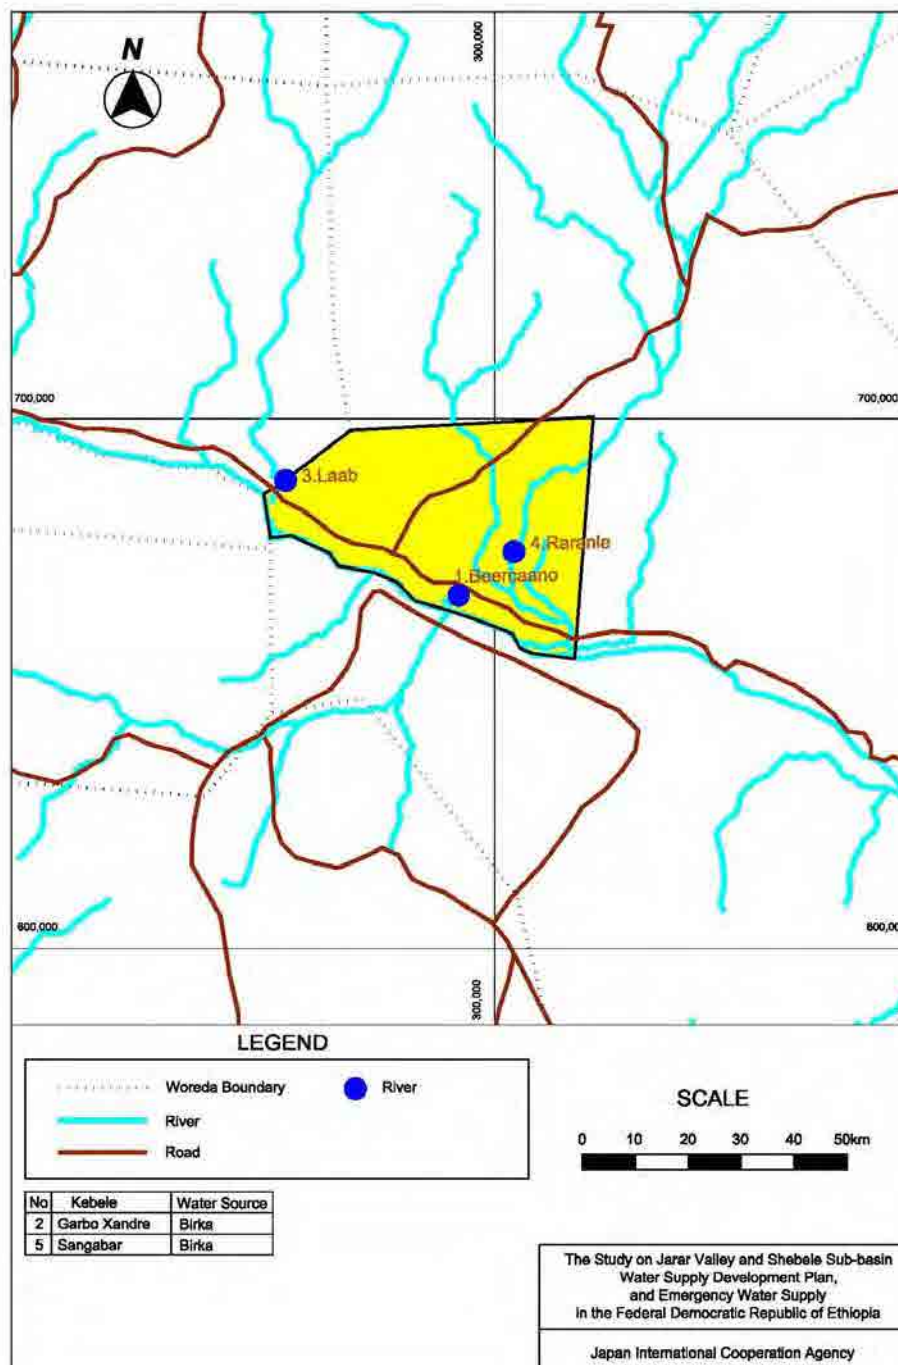 N
300,000
700,000
700,000
3.Laab
4.Raranle
1.Beercaano
600,000
600,000
300,000
LEGEND
Woreda Boundary
River
River
Road
SCALE
0 10 20 30 40 50km
No Kebele Water Source
2 Garbo Xandre Birka
5 Sangabar Birka
The Study on Jarar Valley and Shebele Sub-basin
Water Supply Development Plan,
and Emergency Water Supply
in the Federal Democratic Republic of Ethiopia
Japan International Cooperation Agency